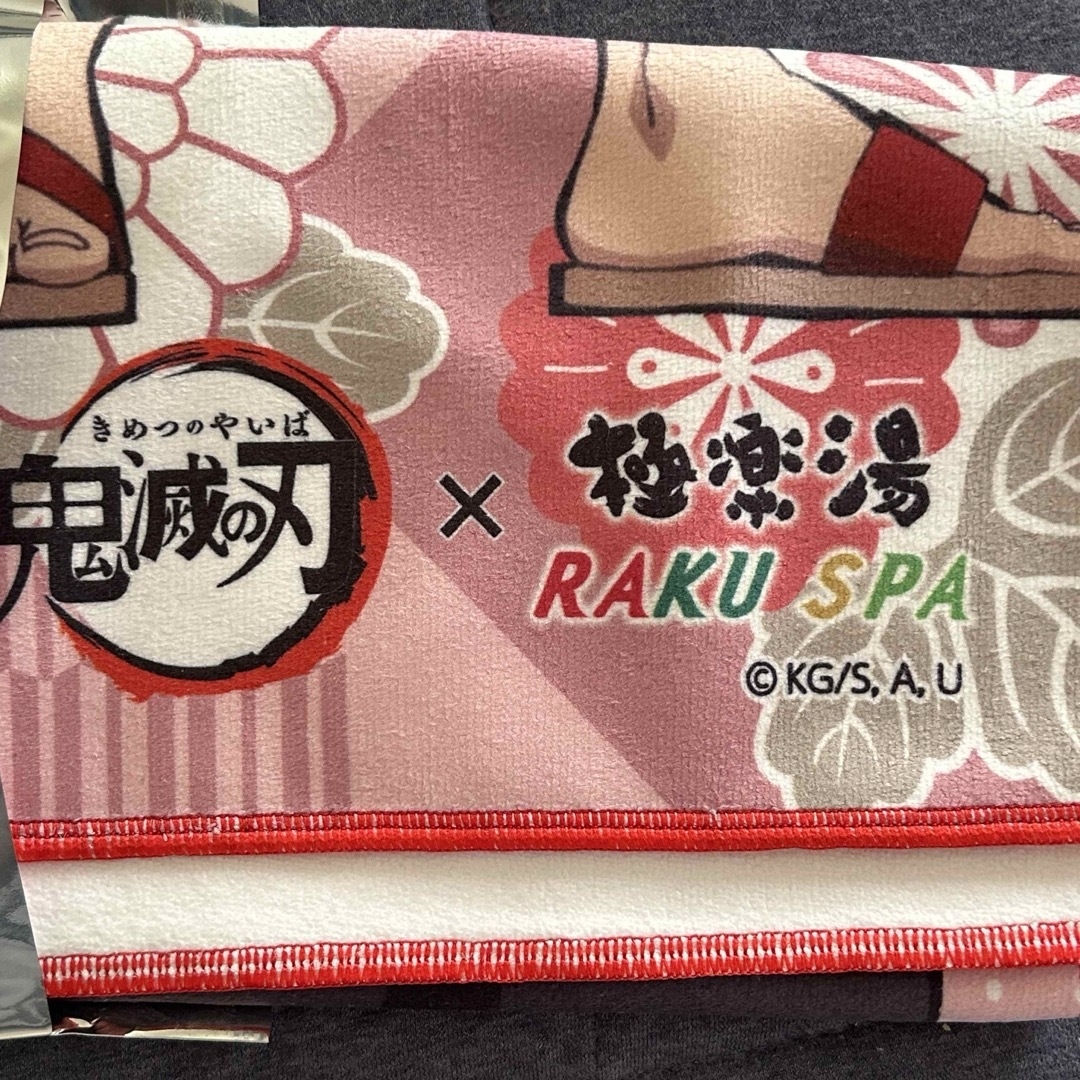 きめつのやいば
鬼滅の刃
×
極楽湯
RAKU SPA
©KG/S, A, U